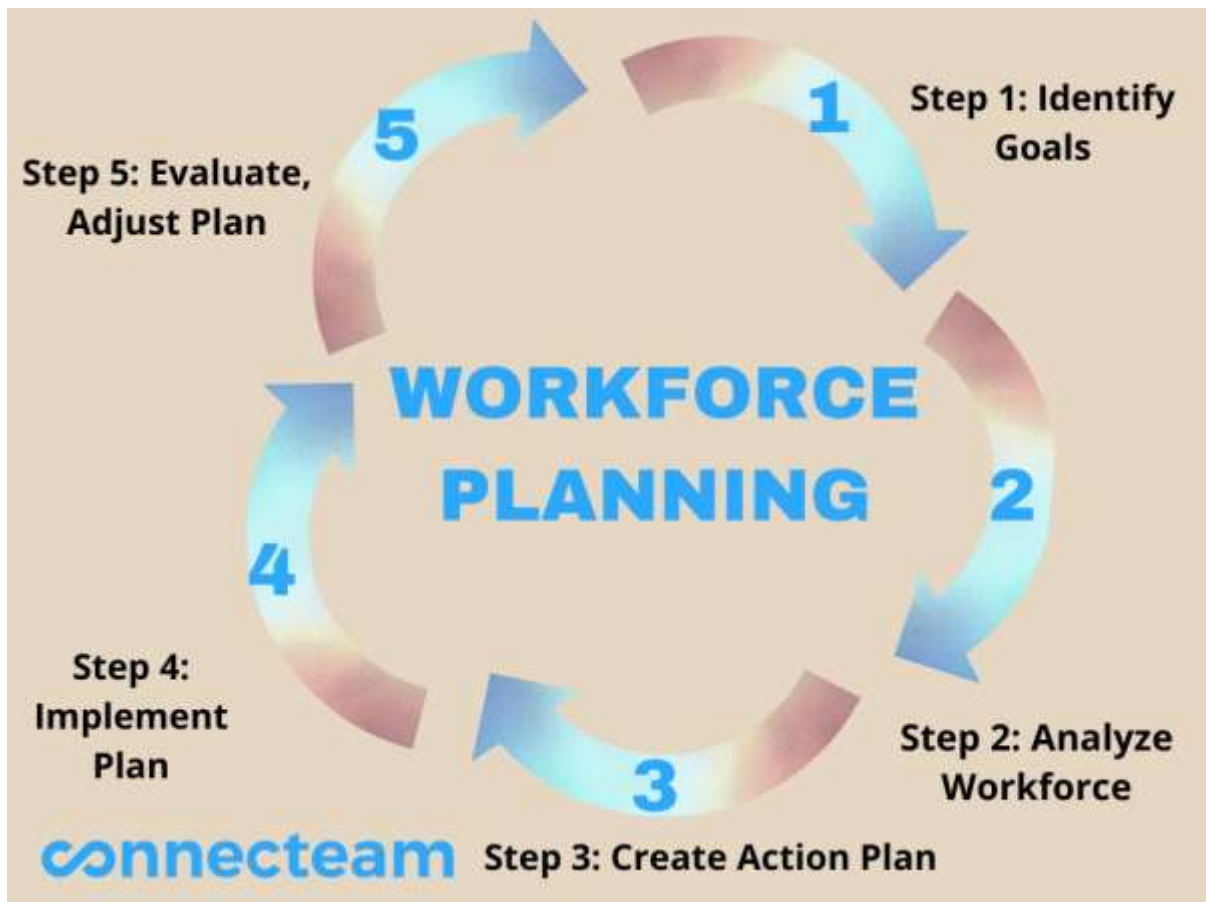 1
Step 1: Identify
Goals
2
Step 2: Analyze
Workforce
3
Step 3: Create Action Plan
4
Step 4:
Implement
Plan
5
Step 5: Evaluate,
Adjust Plan
WORKFORCE
PLANNING
connecteam